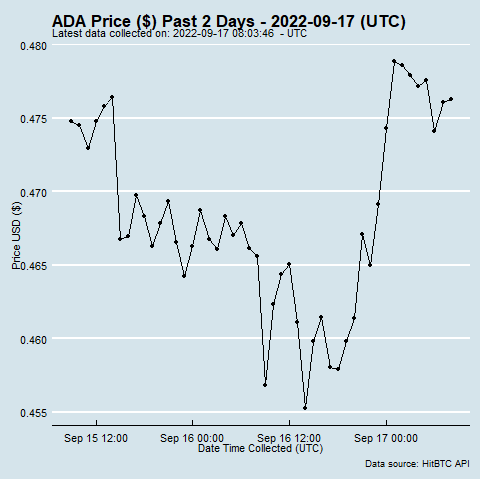 ADA Price ($) Past 2 Days - 2022-09-17 (UTC)
Latest data collected on: 2022-09-17 08:03:46  - UTC
0.480
0.475
0.470
0.465
0.460
0.455
Price USD ($)
Sep 15 12:00
Sep 16 00:00
Sep 16 12:00
Sep 17 00:00
Date Time Collected (UTC)
Data source: HitBTC API